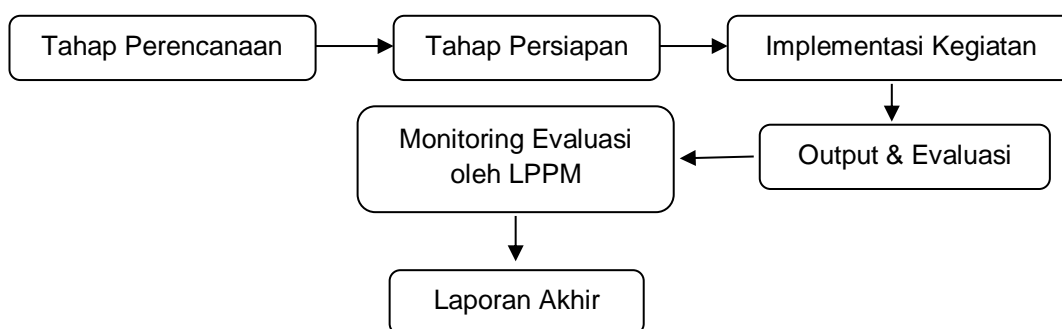 Tahap Perencanaan
Tahap Persiapan
Implementasi Kegiatan
Output & Evaluasi
Monitoring Evaluasi
oleh LPPM
Laporan Akhir